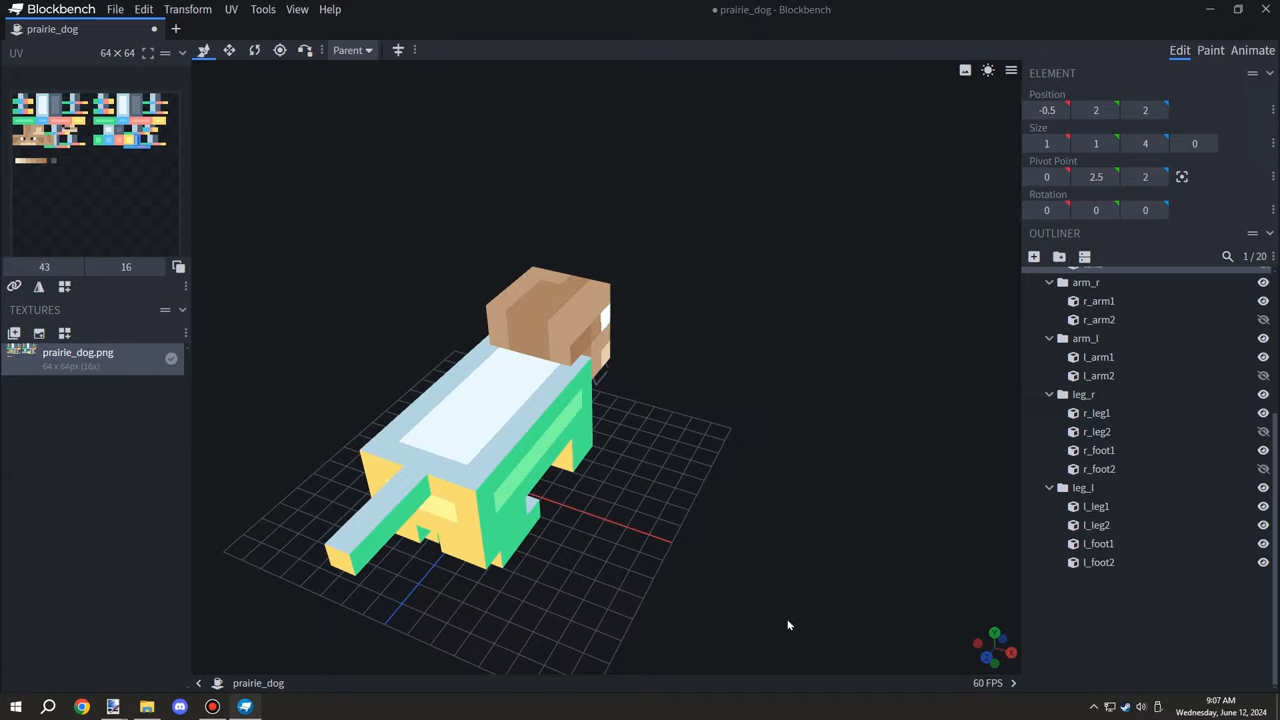 Blockbench File Edit Transform UV Tools View Help
• prairie_dog - Blockbench
prairie_dog
UV 64 × 64
Parent
Edit Paint Animate
ELEMENT
Position
-0.5 2 2
Size
1 1 4 0
Pivot Point
0 2.5 2
Rotation
0 0 0
OUTLINER
1 / 20
43 16
TEXTURES
prairie_dog.png
64 x 64px (16x)
arm_r
r_arm1
r_arm2
arm_l
l_arm1
l_arm2
leg_r
r_leg1
r_leg2
r_foot1
r_foot2
leg_l
l_leg1
l_leg2
l_foot1
l_foot2
Y
X
Z
prairie_dog
60 FPS
9:07 AM
Wednesday, June 12, 2024